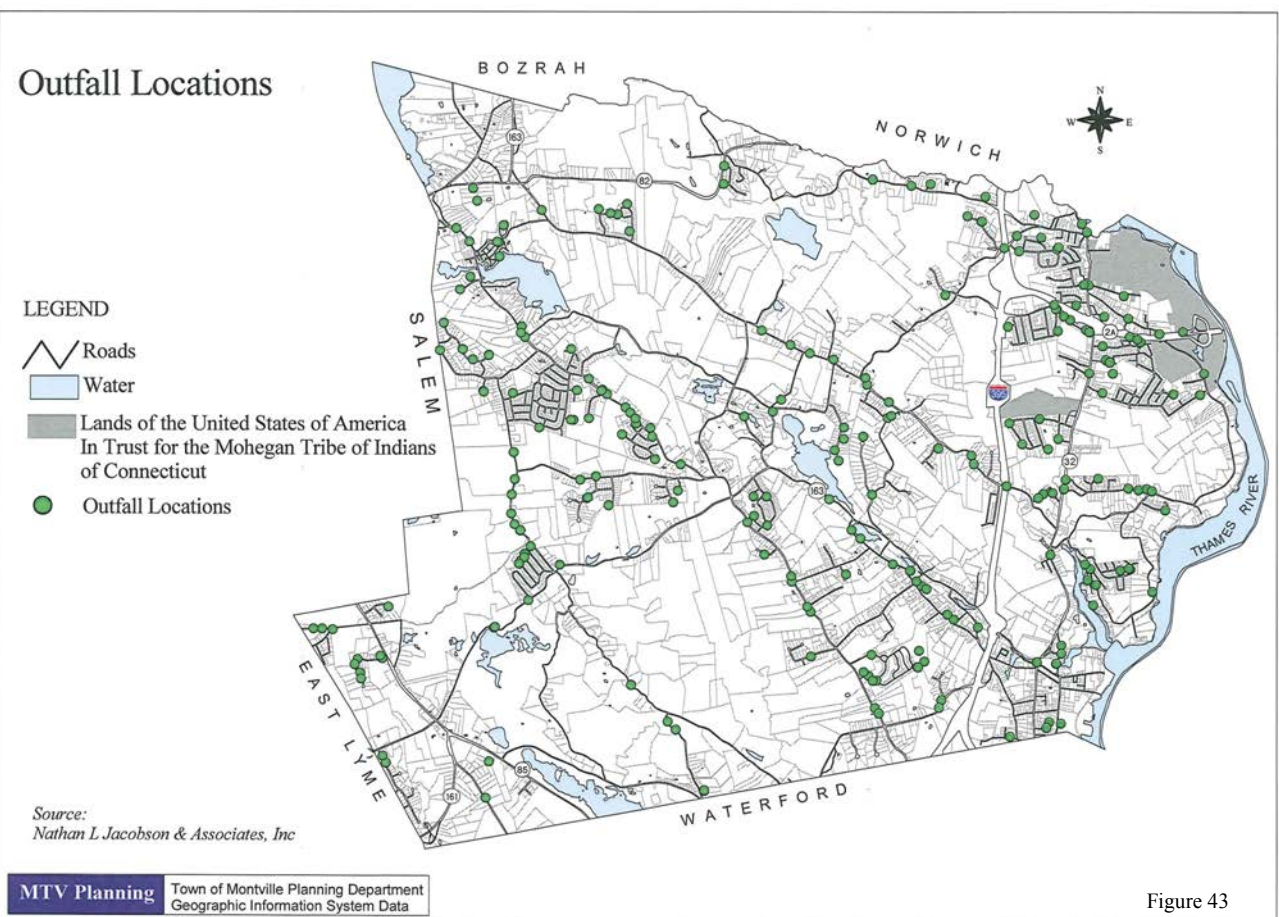 Outfall Locations
BOZRAH
NORWICH
N
W E
S
163
82
LEGEND
Roads
Water
Lands of the United States of America
In Trust for the Mohegan Tribe of Indians
of Connecticut
Outfall Locations
SALEM
2A
32
163
THAMES RIVER
EAST LYME
85
161
WATERFORD
Source:
Nathan L Jacobson & Associates, Inc
MTV Planning
Town of Montville Planning Department
Geographic Information System Data
Figure 43